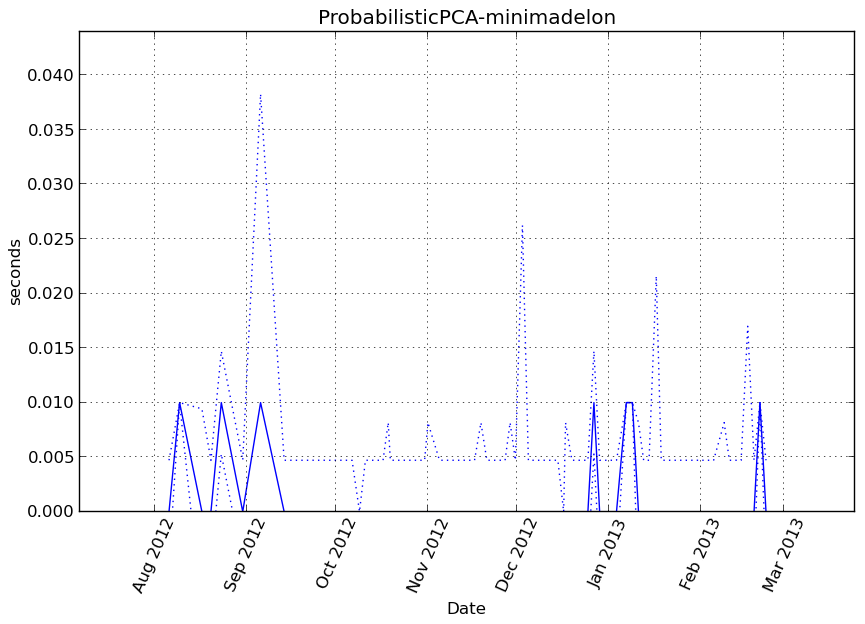 ProbabilisticPCA-minimadelon
0.040
0.035
0.030
0.025
0.020
0.015
0.010
0.005
0.000
seconds
Aug 2012
Sep 2012
Oct 2012
Nov 2012
Dec 2012
Jan 2013
Feb 2013
Mar 2013
Date